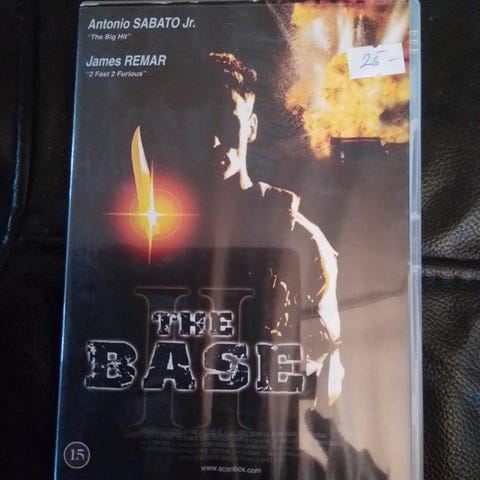 Antonio SABATO Jr.
"The Big Hit"
James REMAR
"2 Fast 2 Furious"
25-
II
THE
BASE
15
www.scanbox.com